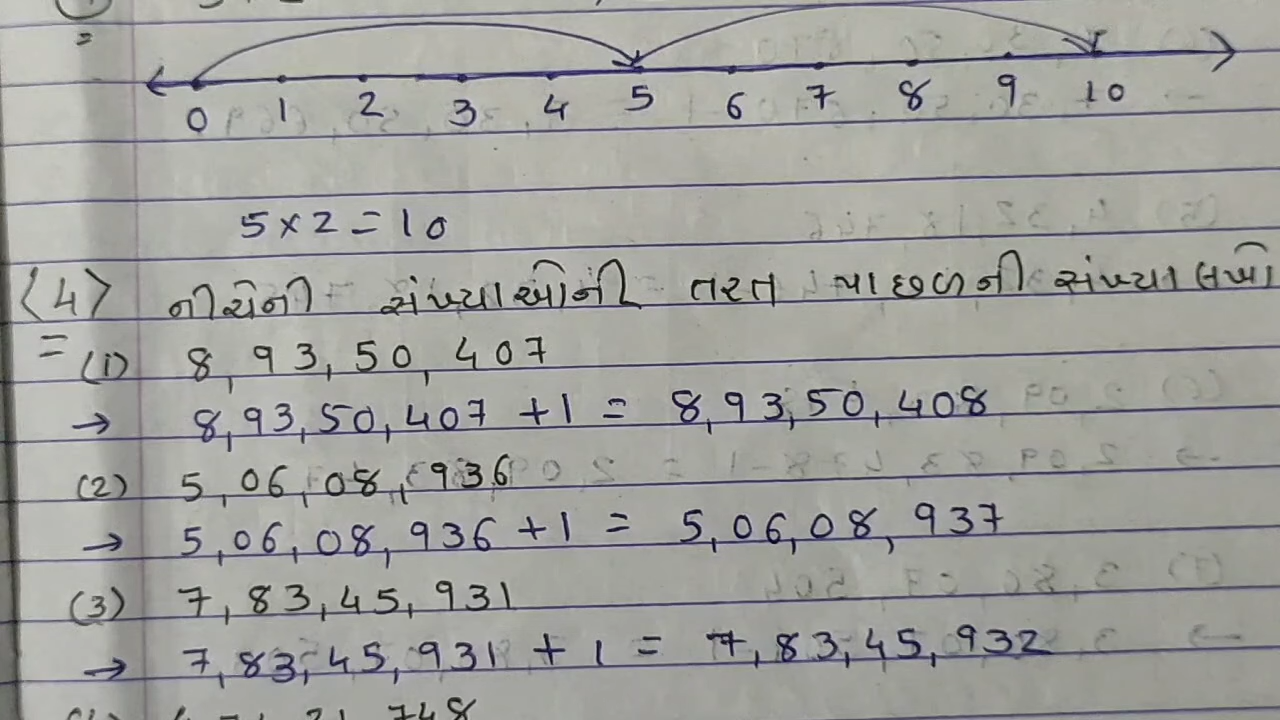 0 1 2 3 4 5 6 7 8 9 10
5 × 2 = 10
<4> નીચેની સંખ્યાઓની તરત પાછળની સંખ્યા લખો
= (1) 8,93,50,407
→ 8,93,50,407 + 1 = 8,93,50,408
(2) 5,06,08,936
→ 5,06,08,936 + 1 = 5,06,08,937
(3) 7,83,45,931
→ 7,83,45,931 + 1 = 7,83,45,932
748